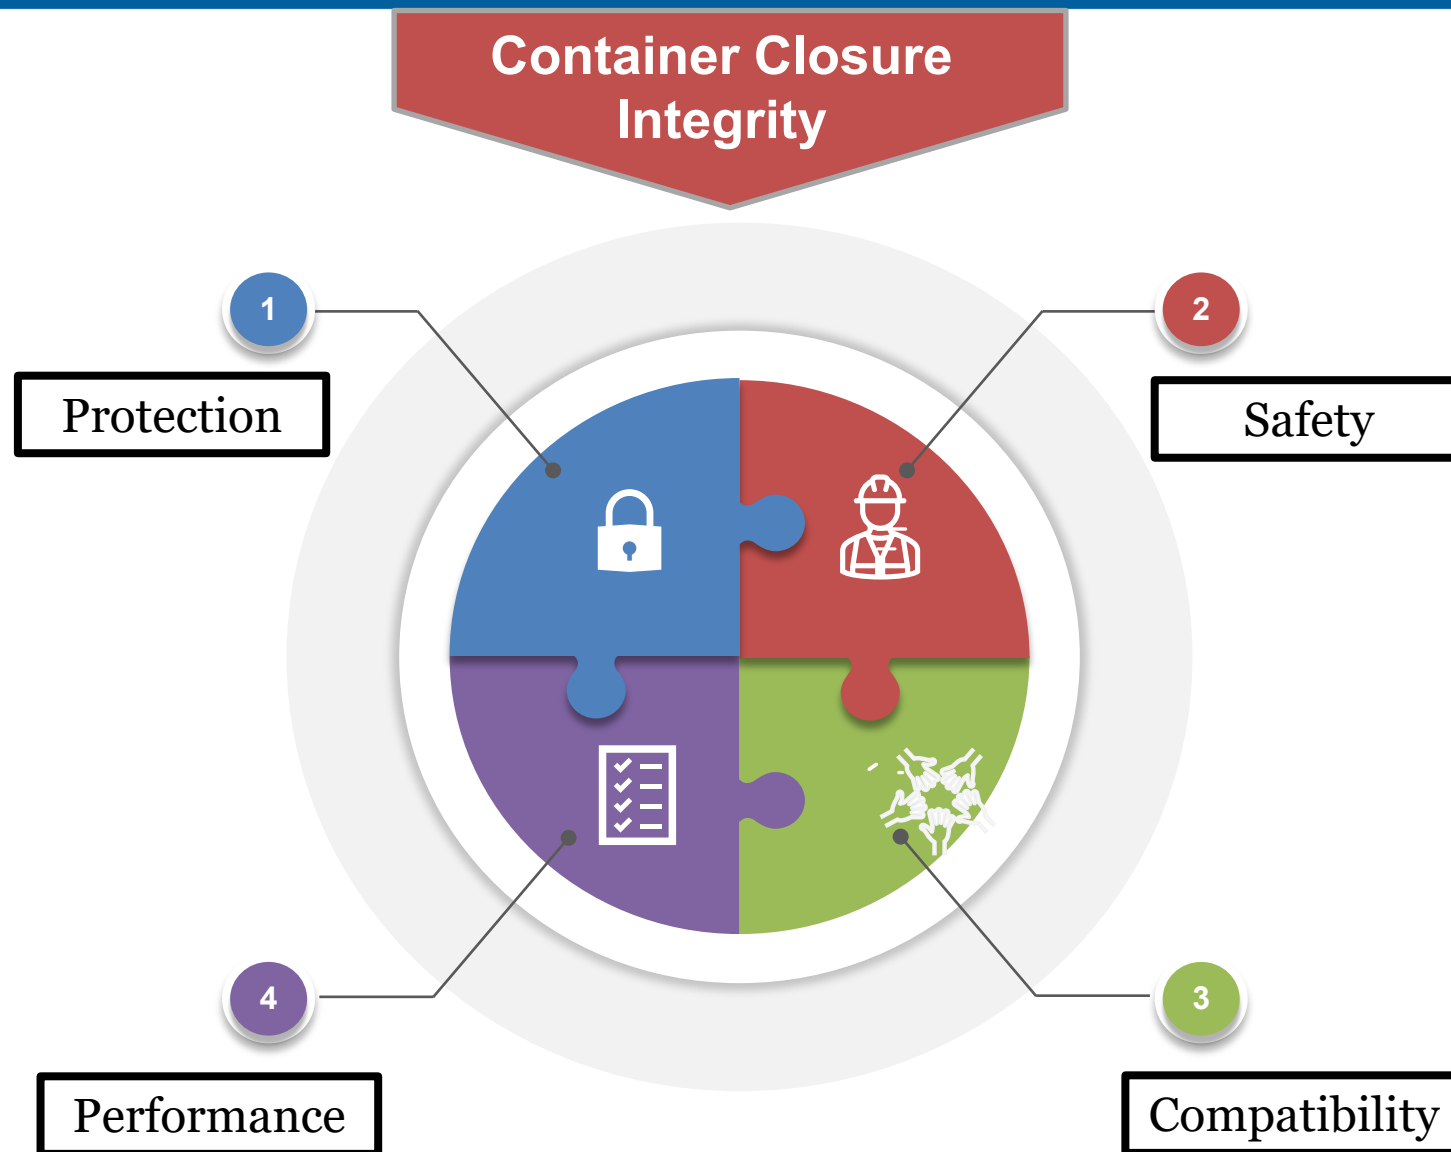 Container Closure
Integrity
1
2
Protection
Safety
4
3
Performance
Compatibility